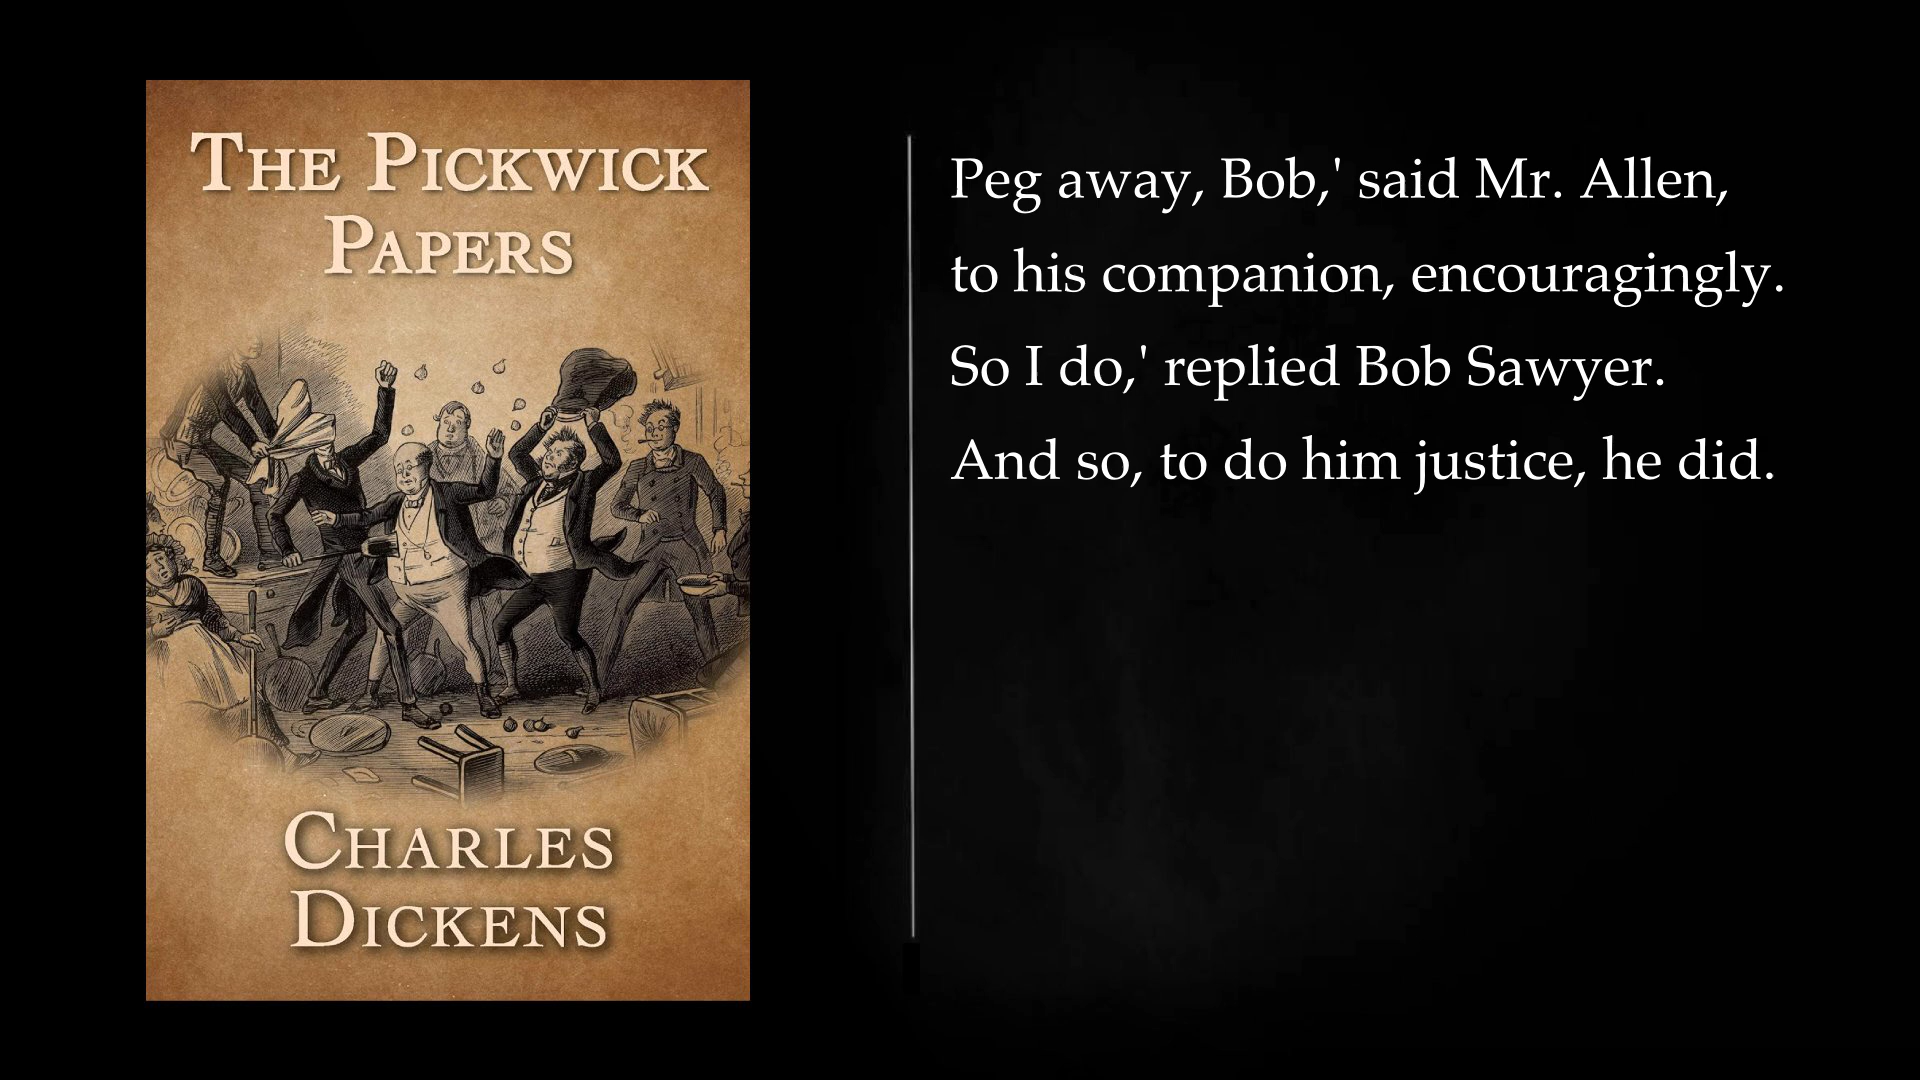 The Pickwick
Papers
Charles
Dickens
Peg away, Bob,' said Mr. Allen,
to his companion, encouragingly.
So I do,' replied Bob Sawyer.
And so, to do him justice, he did.